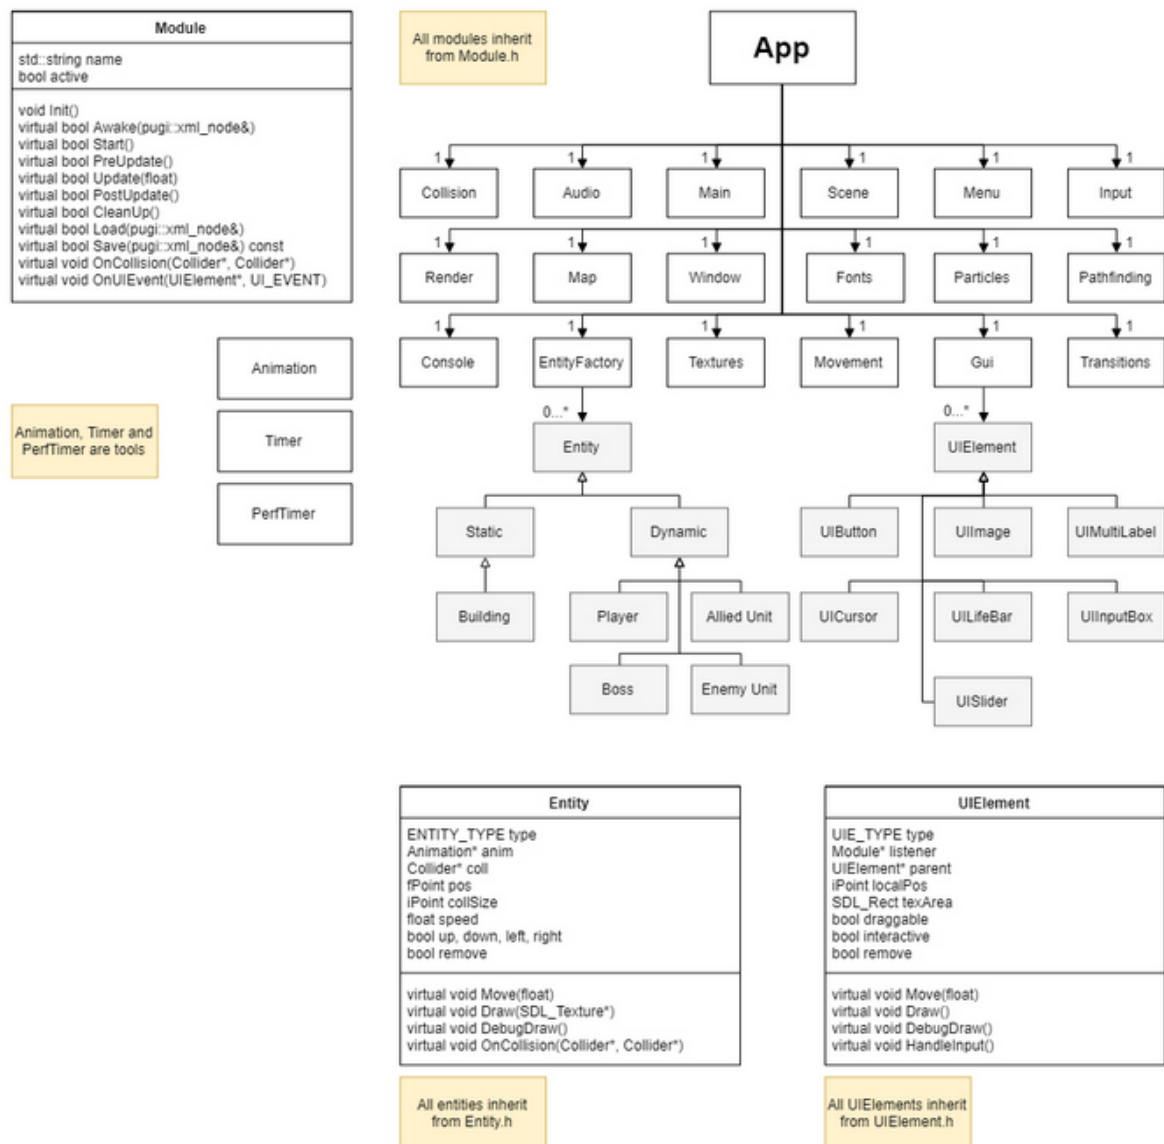 Module
std::string name
bool active
void Init()
virtual bool Awake(pugi::xml_node&)
virtual bool Start()
virtual bool PreUpdate()
virtual bool Update(float)
virtual bool PostUpdate()
virtual bool CleanUp()
virtual bool Load(pugi::xml_node&)
virtual bool Save(pugi::xml_node&) const
virtual void OnCollision(Collider*, Collider*)
virtual void OnUIEvent(UIElement*, UI_EVENT)
All modules inherit
from Module.h
App
1 1 1 1 1 1
Collision Audio Main Scene Menu Input
1 1 1 1 1 1
Render Map Window Fonts Particles Pathfinding
1 1 1 1 1 1
Console EntityFactory Textures Movement Gui Transitions
Animation
Timer
PerfTimer
Animation, Timer and
PerfTimer are tools
0...* 0...*
Entity UIElement
Static Dynamic UIButton UIImage UIMultiLabel
Building Player Allied Unit UICursor UILifeBar UIInputBox
Boss Enemy Unit UISlider
Entity
ENTITY_TYPE type
Animation* anim
Collider* coll
fPoint pos
iPoint collSize
float speed
bool up, down, left, right
bool remove
virtual void Move(float)
virtual void Draw(SDL_Texture*)
virtual void DebugDraw()
virtual void OnCollision(Collider*, Collider*)
All entities inherit
from Entity.h
UIElement
UIE_TYPE type
Module* listener
UIElement* parent
iPoint localPos
SDL_Rect texArea
bool draggable
bool interactive
bool remove
virtual void Move(float)
virtual void Draw()
virtual void DebugDraw()
virtual void HandleInput()
All UIElements inherit
from UIElement.h